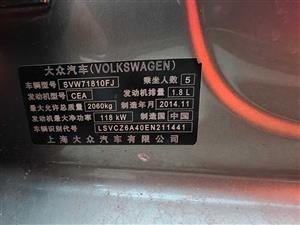 大众汽车(VOLKSWAGEN)
车辆型号 SVW71810FJ 乘坐人数 5
发动机型号 CEA 发动机排量 1.8 L
最大允许总质量 2060kg 制造年月 2014.11
发动机最大净功率 118 kW 制造国 中国
车辆识别代号 LSVCZ6A40EN211441
上海大众汽车有限公司